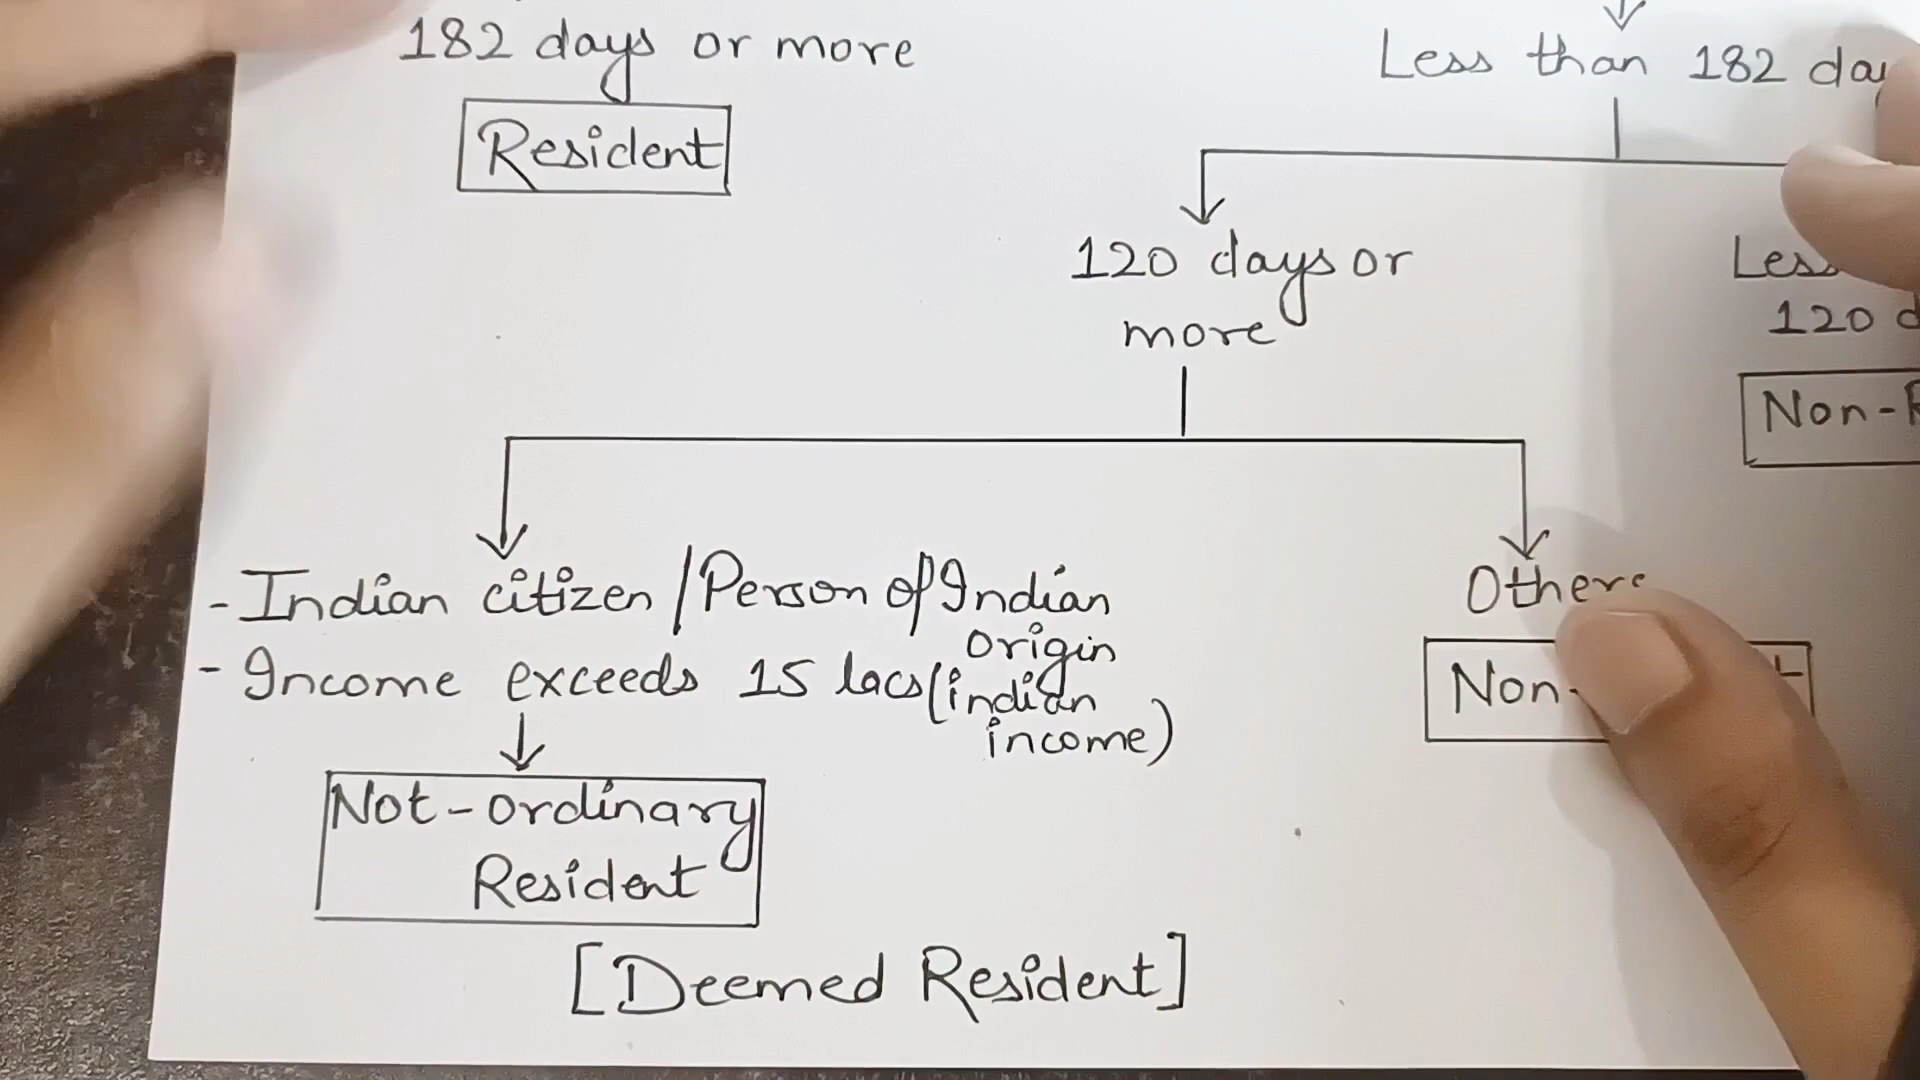 182 days or more
Resident
Less than 182
120 days or
more
Less
120
- Indian citizen / Person of Indian
origin
- Income exceeds 15 lacs (indian
income)
Not-ordinary
Resident
[Deemed Resident]
Others
Non-
Non-R